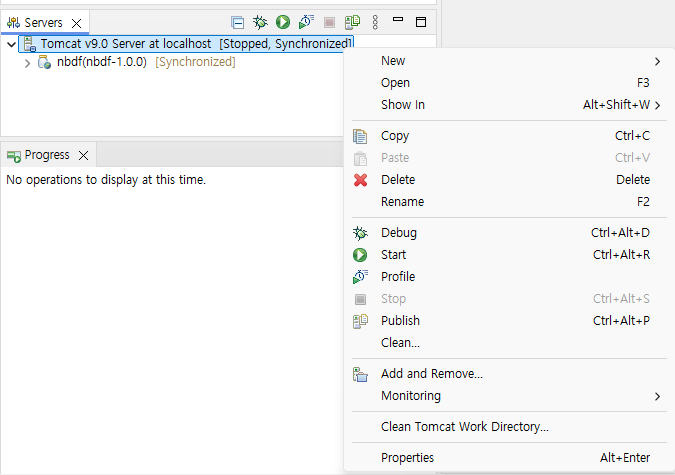 Servers
Tomcat v9.0 Server at localhost [Stopped, Synchronized]
nbdf(nbdf-1.0.0) [Synchronized]
Progress
No operations to display at this time.
New
Open F3
Show In Alt+Shift+W
Copy Ctrl+C
Paste Ctrl+V
Delete Delete
Rename F2
Debug Ctrl+Alt+D
Start Ctrl+Alt+R
Profile
Stop Ctrl+Alt+S
Publish Ctrl+Alt+P
Clean...
Add and Remove...
Monitoring
Clean Tomcat Work Directory...
Properties Alt+Enter